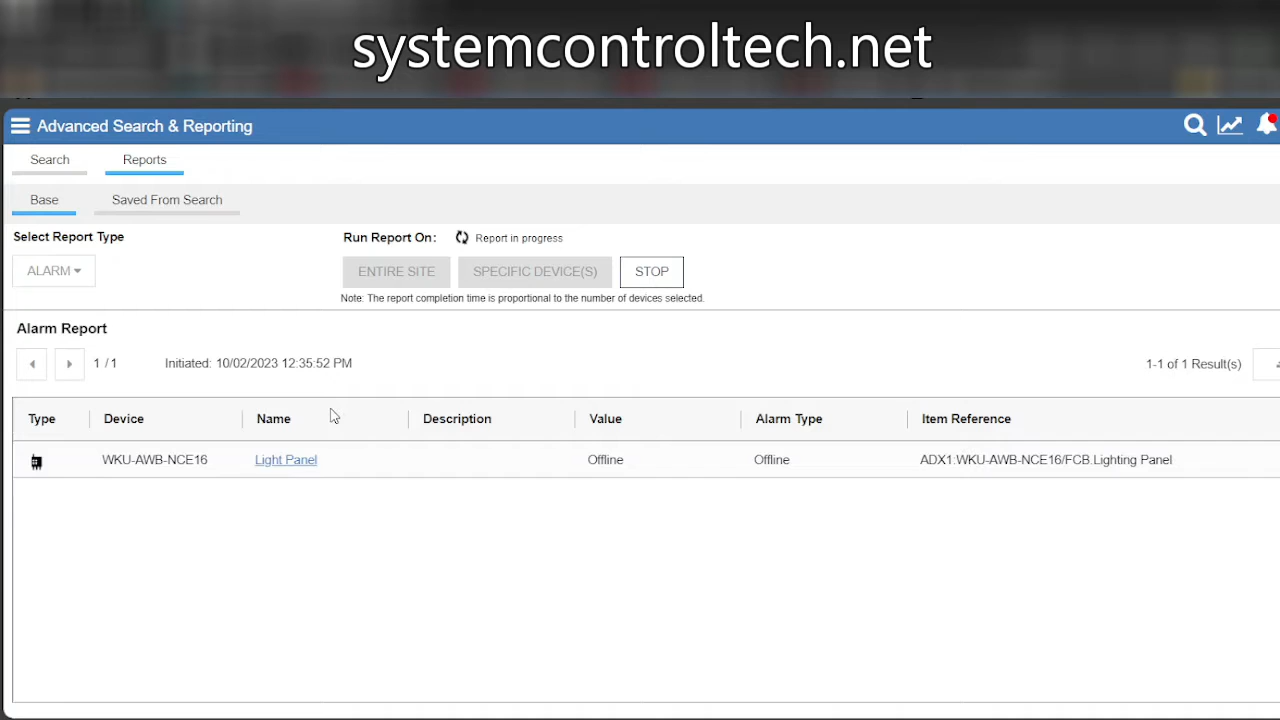 systemcontroltech.net
Advanced Search & Reporting
Search Reports
Base Saved From Search
Select Report Type Run Report On: Report in progress
ALARM ENTIRE SITE SPECIFIC DEVICE(S) STOP
Note: The report completion time is proportional to the number of devices selected.
Alarm Report
1 / 1 Initiated: 10/02/2023 12:35:52 PM 1-1 of 1 Result(s)
Type Device Name Description Value Alarm Type Item Reference
WKU-AWB-NCE16 Light Panel Offline Offline ADX1:WKU-AWB-NCE16/FCB.Lighting Panel